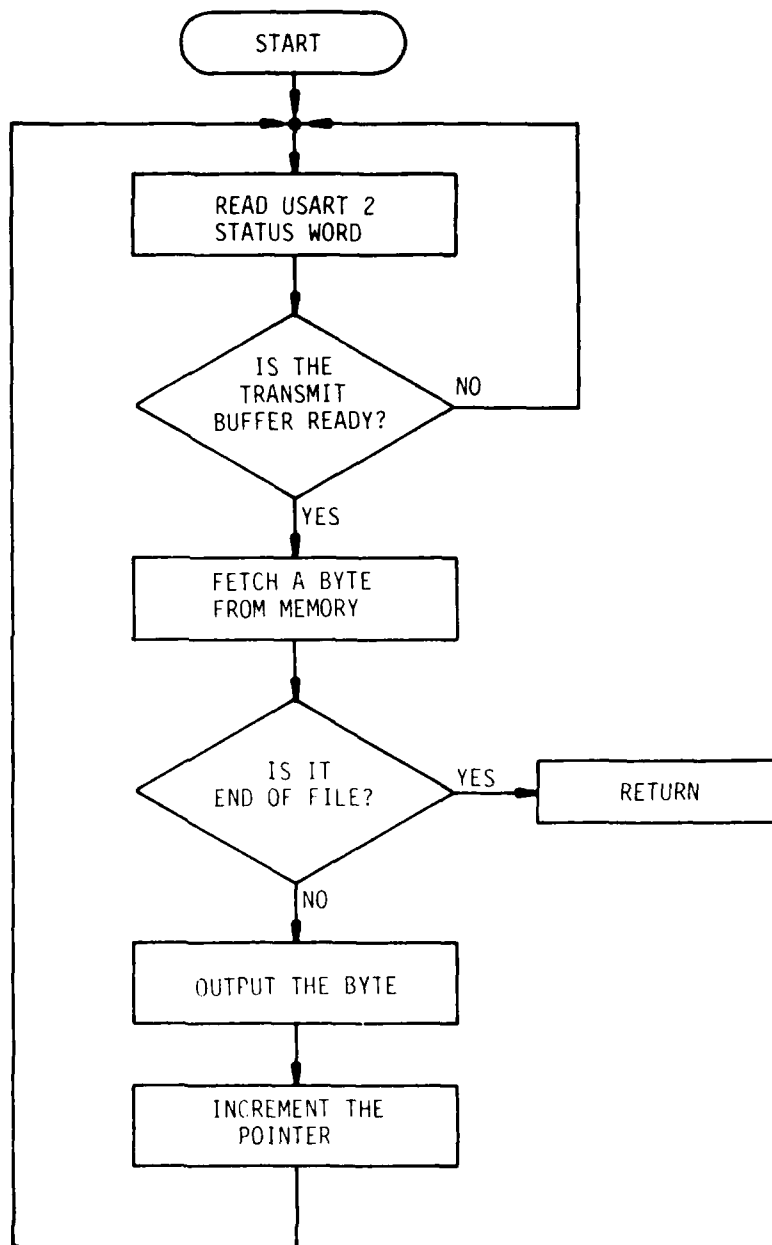 START
READ USART 2
STATUS WORD
IS THE
TRANSMIT
BUFFER READY?
NO
YES
FETCH A BYTE
FROM MEMORY
IS IT
END OF FILE?
YES
RETURN
NO
OUTPUT THE BYTE
INCREMENT THE
POINTER